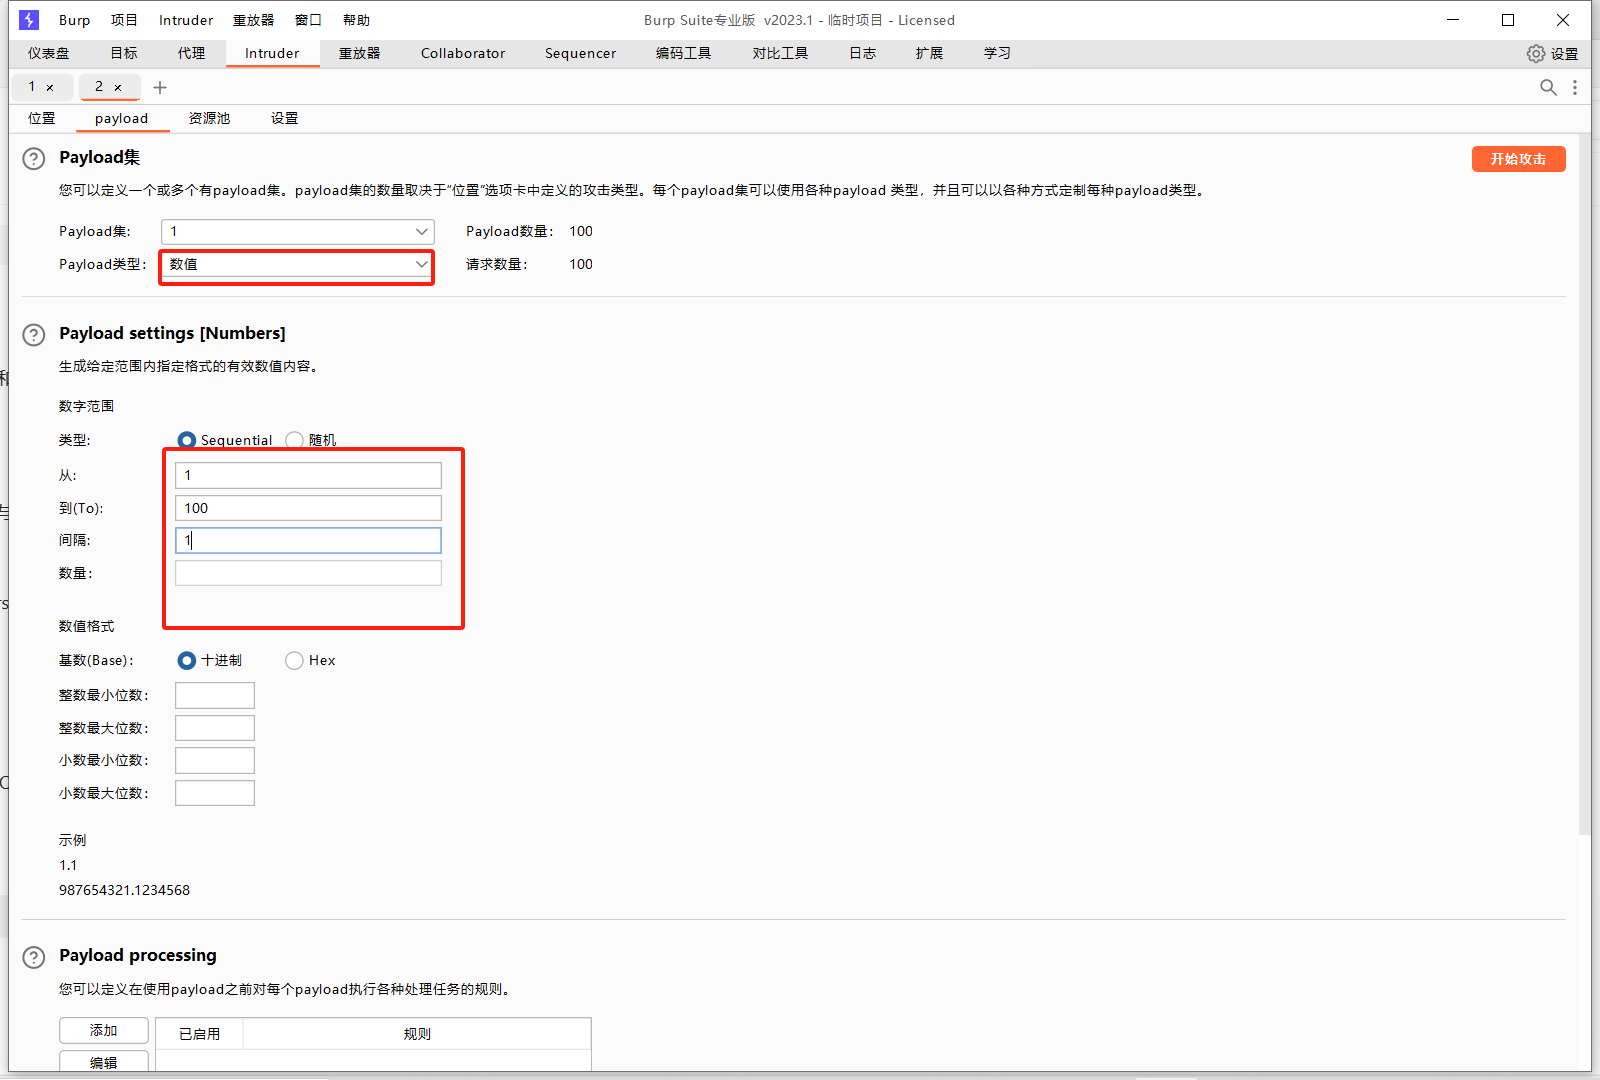 Burp 项目 Intruder 重放器 窗口 帮助 Burp Suite专业版 v2023.1 - 临时项目 - Licensed
仪表盘 目标 代理 Intruder 重放器 Collaborator Sequencer 编码工具 对比工具 日志 扩展 学习 设置
1 × 2 × +
位置 payload 资源池 设置
Payload集 开始攻击
您可以定义一个或多个有payload集。payload集的数量取决于“位置”选项卡中定义的攻击类型。每个payload集可以使用各种payload 类型，并且可以以各种方式定制每种payload类型。
Payload集: 1 Payload数量: 100
Payload类型: 数值 请求数量: 100
Payload settings [Numbers]
生成给定范围内指定格式的有效数值内容。
数字范围
类型: Sequential 随机
从: 1
到(To): 100
间隔: 1
数量:
数值格式
基数(Base): 十进制 Hex
整数最小位数:
整数最大位数:
小数最小位数:
小数最大位数:
示例
1.1
987654321.1234568
Payload processing
您可以定义在使用payload之前对每个payload执行各种处理任务的规则。
添加 已启用 规则
编辑